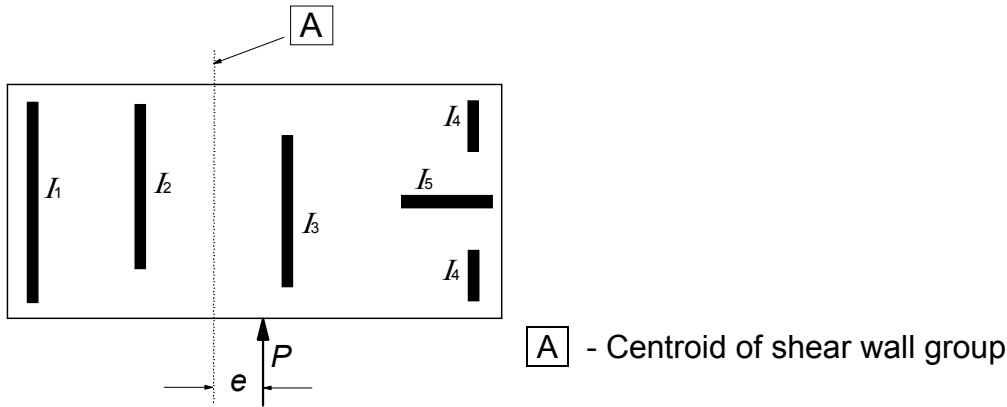 A
I4
I5
I1
I2
I3
I4
P
e
A - Centroid of shear wall group